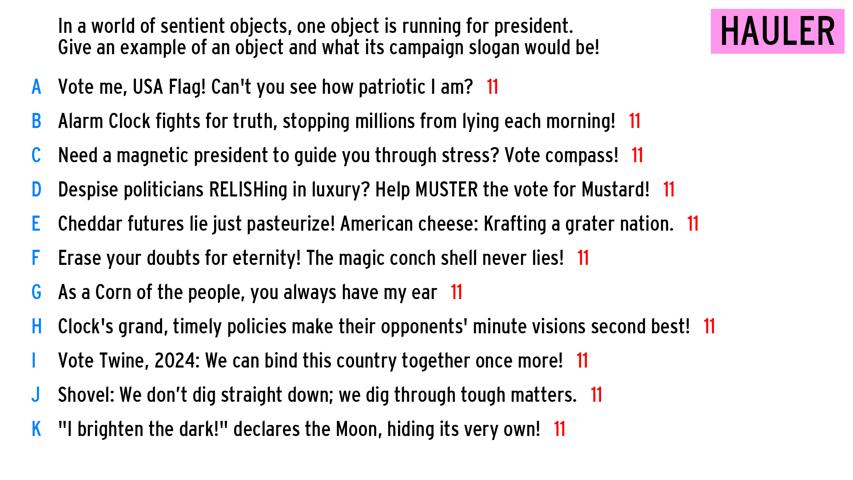 In a world of sentient objects, one object is running for president.
Give an example of an object and what its campaign slogan would be!
HAULER
A Vote me, USA Flag! Can't you see how patriotic I am? 11
B Alarm Clock fights for truth, stopping millions from lying each morning! 11
C Need a magnetic president to guide you through stress? Vote compass! 11
D Despise politicians RELISHing in luxury? Help MUSTER the vote for Mustard! 11
E Cheddar futures lie just pasteurize! American cheese: Krafting a grater nation. 11
F Erase your doubts for eternity! The magic conch shell never lies! 11
G As a Corn of the people, you always have my ear 11
H Clock's grand, timely policies make their opponents' minute visions second best! 11
I Vote Twine, 2024: We can bind this country together once more! 11
J Shovel: We don’t dig straight down; we dig through tough matters. 11
K "I brighten the dark!" declares the Moon, hiding its very own! 11